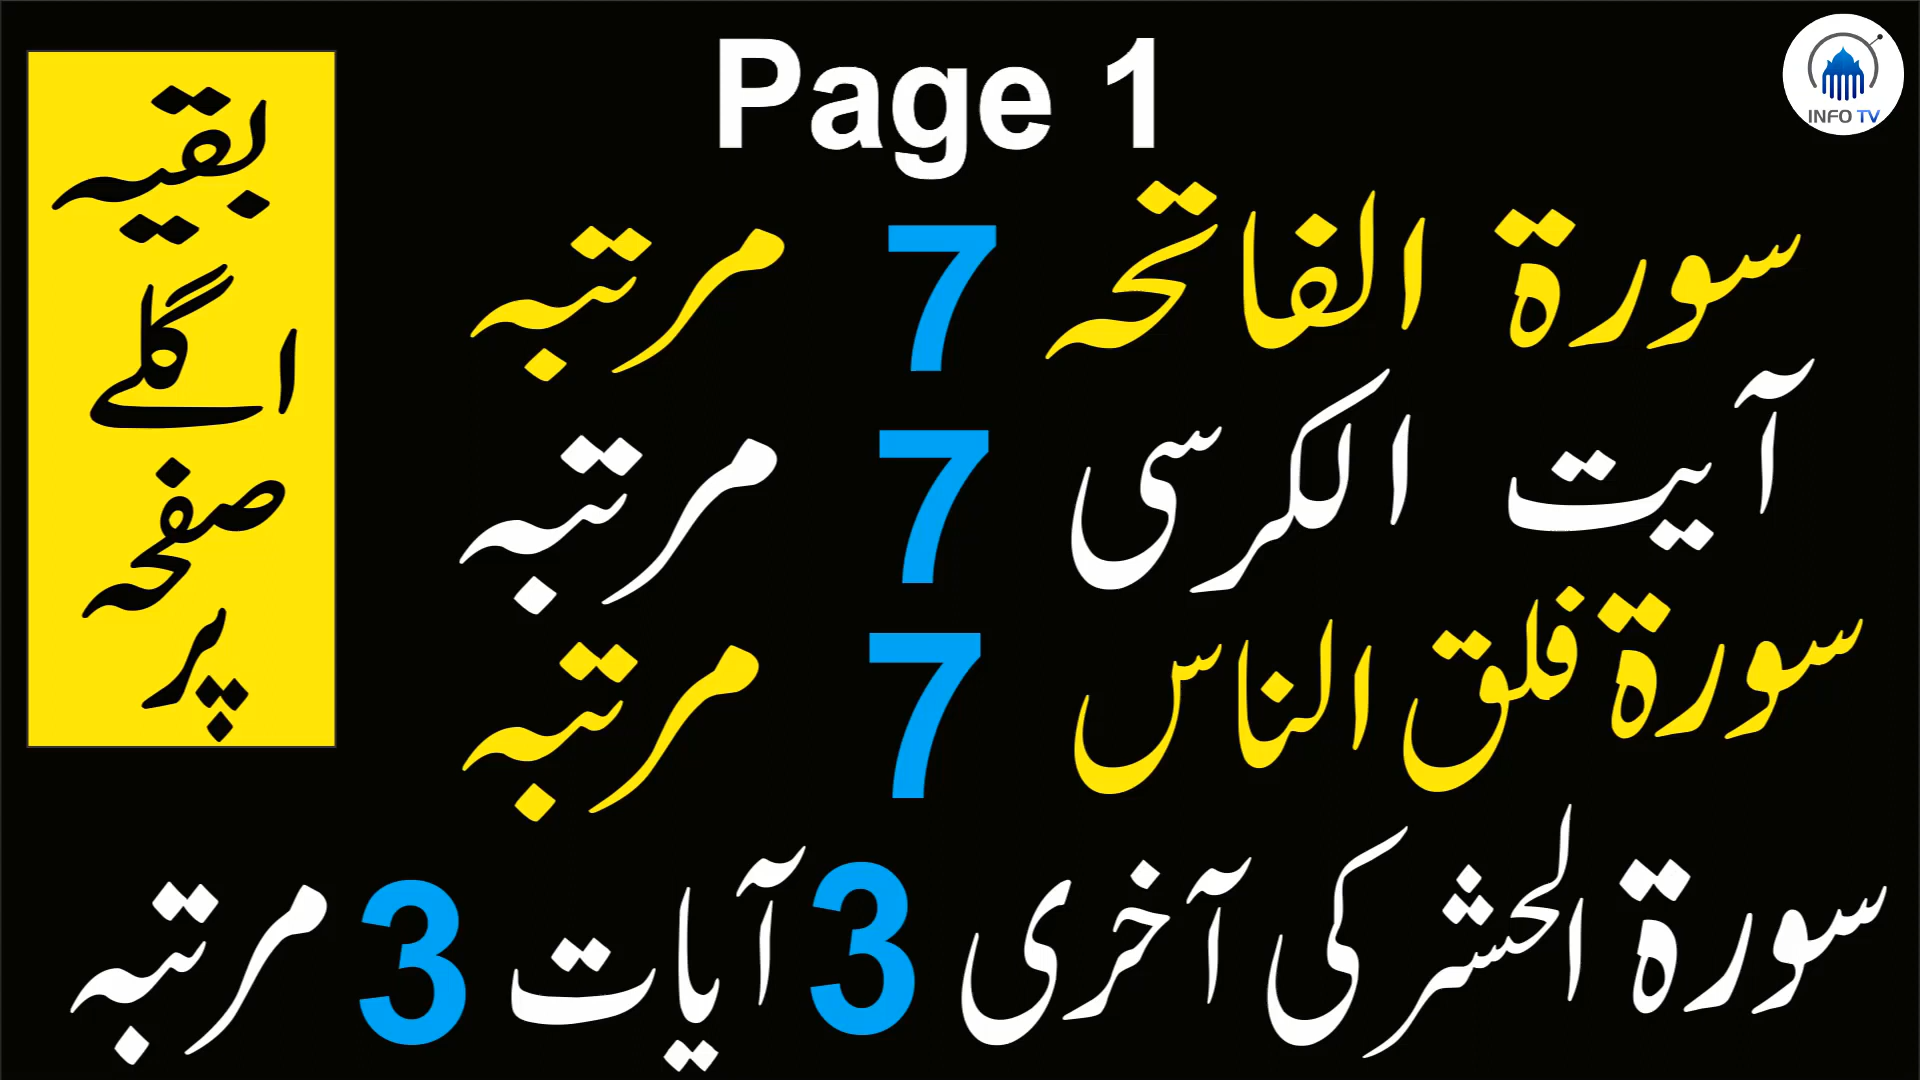 Page 1
INFO TV
سورۃ الفاتحہ 7 مرتبہ
آیت الکرسی 7 مرتبہ
سورۃ فلق الناس 7 مرتبہ
سورۃ الحشر کی آخری 3 آیات 3 مرتبہ
بقیہ
اگلے
صفحہ
پر